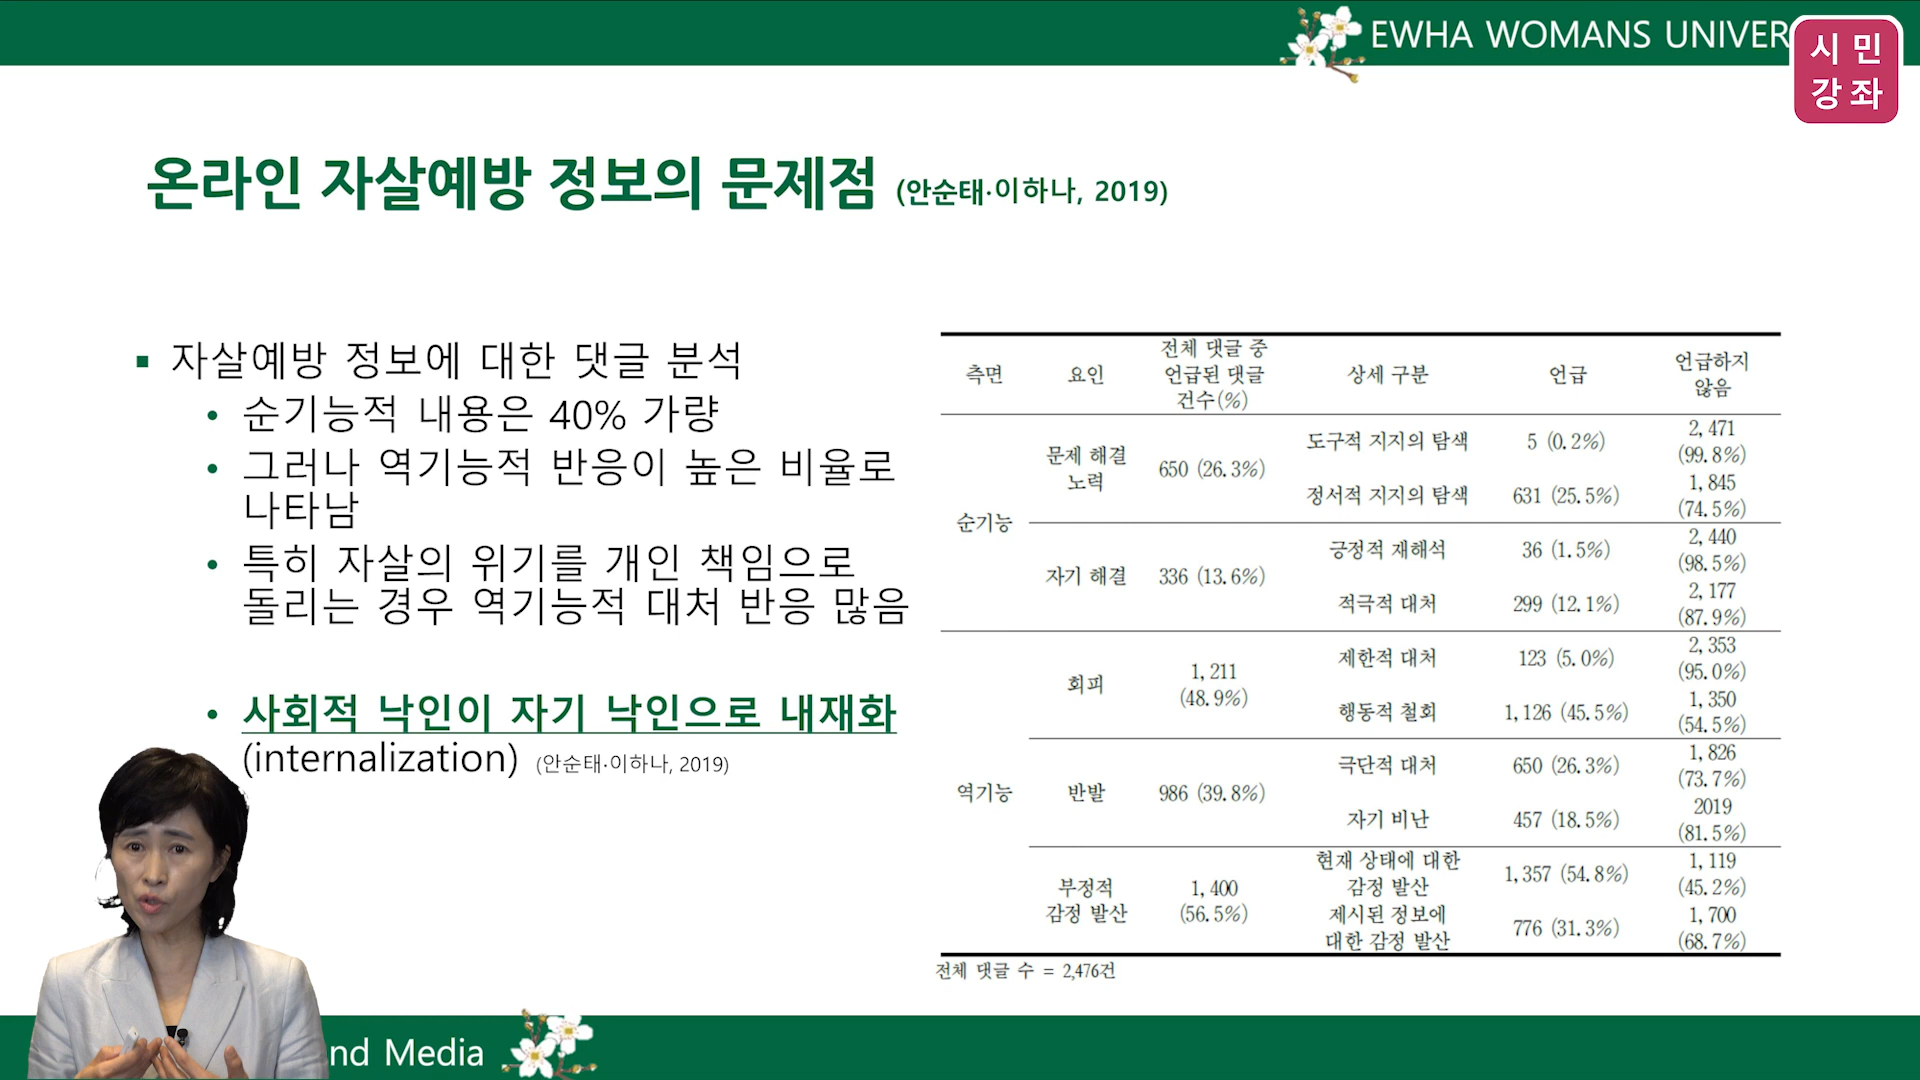 EWHA WOMANS UNIVER
시민
강좌
온라인 자살예방 정보의 문제점 (안순태·이하나, 2019)
▪ 자살예방 정보에 대한 댓글 분석
• 순기능적 내용은 40% 가량
• 그러나 역기능적 반응이 높은 비율로
나타남
• 특히 자살의 위기를 개인 책임으로
돌리는 경우 역기능적 대처 반응 많음
• 사회적 낙인이 자기 낙인으로 내재화
(internalization) (안순태·이하나, 2019)
측면 요인 전체 댓글 중 언급된 댓글 건수(%) 상세 구분 언급 언급하지 않음
순기능 문제 해결 노력 650 (26.3%) 도구적 지지의 탐색 5 (0.2%) 2,471 (99.8%)
정서적 지지의 탐색 631 (25.5%) 1,845 (74.5%)
자기 해결 336 (13.6%) 긍정적 재해석 36 (1.5%) 2,440 (98.5%)
적극적 대처 299 (12.1%) 2,177 (87.9%)
역기능 회피 1,211 (48.9%) 제한적 대처 123 (5.0%) 2,353 (95.0%)
행동적 철회 1,126 (45.5%) 1,350 (54.5%)
반발 986 (39.8%) 극단적 대처 650 (26.3%) 1,826 (73.7%)
자기 비난 457 (18.5%) 2019 (81.5%)
부정적 감정 발산 1,400 (56.5%) 현재 상태에 대한 감정 발산 1,357 (54.8%) 1,119 (45.2%)
제시된 정보에 대한 감정 발산 776 (31.3%) 1,700 (68.7%)
전체 댓글 수 = 2,476건
nd Media